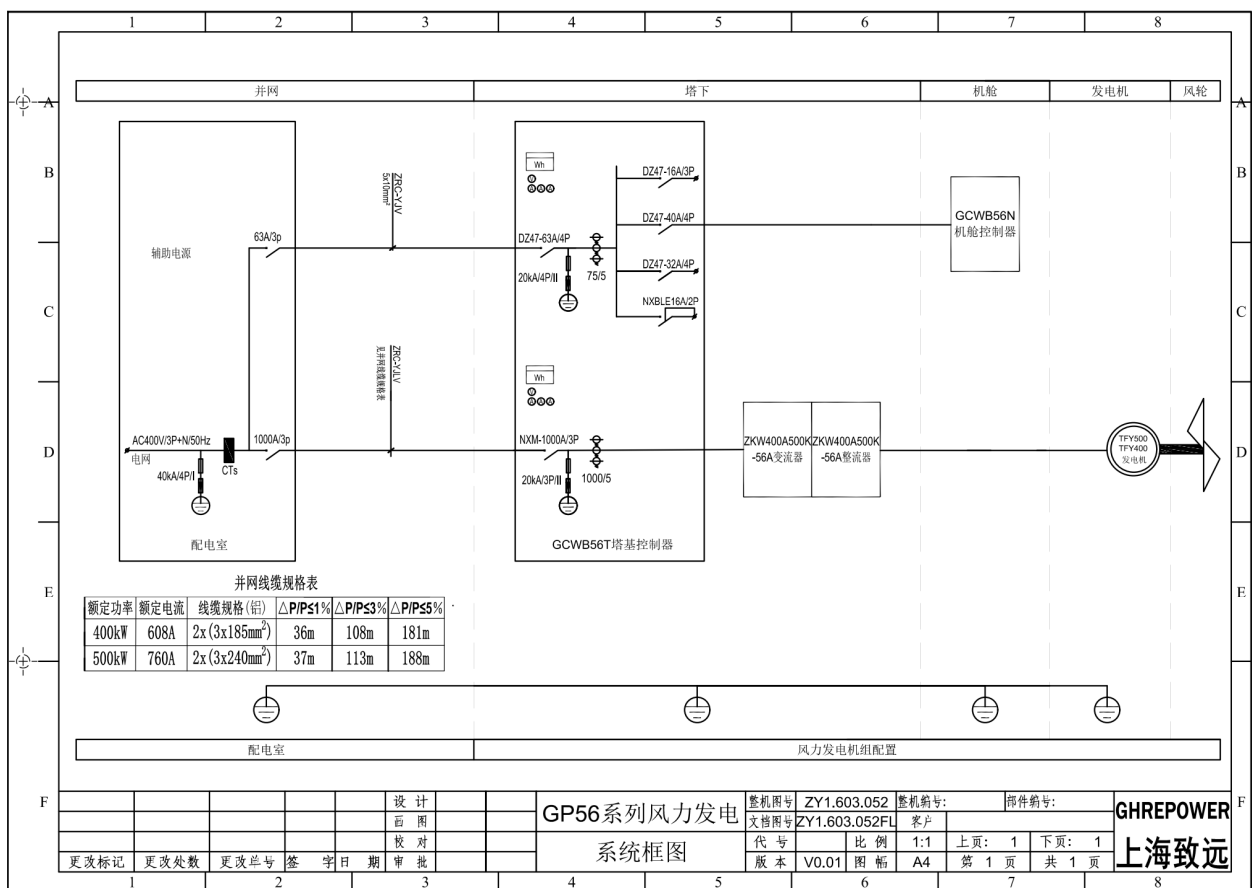 1 2 3 4 5 6 7 8
A A
并网 塔下 机舱 发电机 风轮
B B
ZRC-YJV
5x10mm²
Wh
V
A A A
DZ47-16A/3P
DZ47-40A/4P
GCWB56N
机舱控制器
辅助电源
63A/3p
DZ47-63A/4P
20kA/4P/II
75/5
DZ47-32A/4P
NXBLE16A/2P
C C
ZRC-YJLV
见并网线缆规格表
Wh
V
A A A
D D
AC400V/3P+N/50Hz
电网
40kA/4P/I
CTs
1000A/3p
NXM-1000A/3P
20kA/3P/II
1000/5
ZKW400A500K
-56A变流器
ZKW400A500K
-56A整流器
TFY500
TFY400
发电机
配电室
GCWB56T塔基控制器
E E
并网线缆规格表
额定功率 额定电流 线缆规格(铝) △P/P≤1% △P/P≤3% △P/P≤5%
400kW 608A 2x(3x185mm²) 36m 108m 181m
500kW 760A 2x(3x240mm²) 37m 113m 188m
配电室 风力发电机组配置
F F
设 计
画 图
校 对
更改标记 更改处数 更改单号 签 字 日 期 审 批
GP56系列风力发电
系统框图
整机图号 ZY1.603.052 整机编号: 部件编号:
文档图号 ZY1.603.052FL 客户
代 号 比 例 1:1 上页: 1 下页: 1
版 本 V0.01 图 幅 A4 第 1 页 共 1 页
GHREPOWER
上海致远
1 2 3 4 5 6 7 8